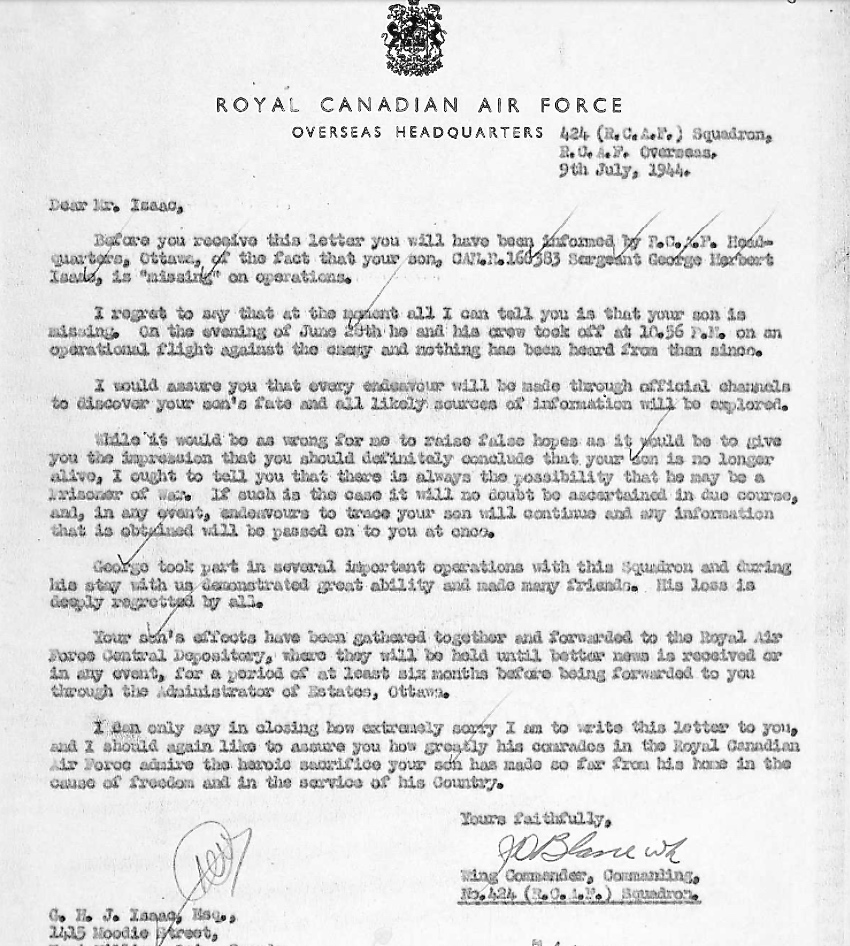 ROYAL CANADIAN AIR FORCE
OVERSEAS HEADQUARTERS
424 (R.C.A.F.) Squadron,
R.C.A.F. Overseas.
9th July, 1944.
Dear Mr. Isaac,
Before you receive this letter you will have been informed by R.C.A.F. Head-
quarters, Ottawa, of the fact that your son, CAN.R.160383 Sergeant George Herbert
Isaac, is "missing" on operations.
I regret to say that at the moment all I can tell you is that your son is
missing. On the evening of June 28th he and his crew took off at 10.56 P.M. on an
operational flight against the enemy and nothing has been heard from them since.
I would assure you that every endeavour will be made through official channels
to discover your son's fate and all likely sources of information will be explored.
While it would be as wrong for me to raise false hopes as it would be to give
you the impression that you should definitely conclude that your son is no longer
alive, I ought to tell you that there is always the possibility that he may be a
Prisoner of War. If such is the case it will no doubt be ascertained in due course,
and, in any event, endeavours to trace your son will continue and any information
that is obtained will be passed on to you at once.
George took part in several important operations with this Squadron and during
his stay with us demonstrated great ability and made many friends. His loss is
deeply regretted by all.
Your son's effects have been gathered together and forwarded to the Royal Air
Force Central Depository, where they will be held until better news is received or
in any event, for a period of at least six months before being forwarded to you
through the Administrator of Estates, Ottawa.
I can only say in closing how extremely sorry I am to write this letter to you,
and I should again like to assure you how greatly his comrades in the Royal Canadian
Air Force admire the heroic sacrifice your son has made so far from his home in the
cause of freedom and in the service of his Country.
Yours faithfully,
Wing Commander, Commanding,
No.424 (R.C.A.F.) Squadron.
G. H. J. Isaac, Esq.,
1415 Moodie Street,